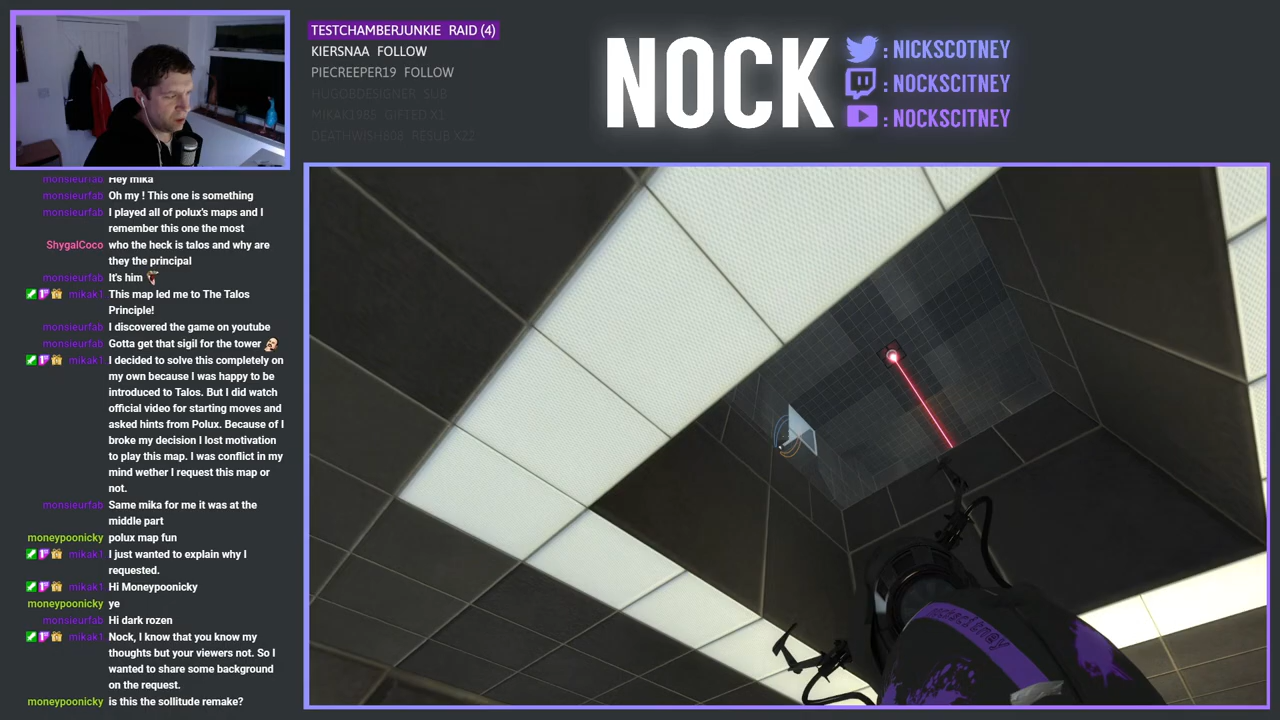 TESTCHAMBERJUNKIE RAID (4)
KIERSNAA FOLLOW
PIECREEPER19 FOLLOW
HUGOBDESIGNER SUB
MIKAK1985 GIFTED X1
DEATHWISH808 RESUB X21
NOCK
: NICKSCOTNEY
: NOCKSCITNEY
: NOCKSCITNEY
monsieurfab Hey mika
monsieurfab Oh my ! This one is something
monsieurfab I played all of polux's maps and I
remember this one the most
ShygalCoco who the heck is talos and why are
they the principal
monsieurfab It's him
mikak1 This map led me to The Talos
Principle!
monsieurfab I discovered the game on youtube
monsieurfab Gotta get that sigil for the tower
mikak1 I decided to solve this completely on
my own because I was happy to be
introduced to Talos. But I did watch
official video for starting moves and
asked hints from Polux. Because of I
broke my decision I lost motivation
to play this map. I was conflict in my
mind wether I request this map or
not.
monsieurfab Same mika for me it was at the
middle part
moneypoonicky polux map fun
mikak1 I just wanted to explain why I
requested.
mikak1 Hi Moneypoonicky
moneypoonicky ye
monsieurfab Hi dark rozen
mikak1 Nock, I know that you know my
thoughts but your viewers not. So I
wanted to share some background
on the request.
moneypoonicky is this the sollitude remake?